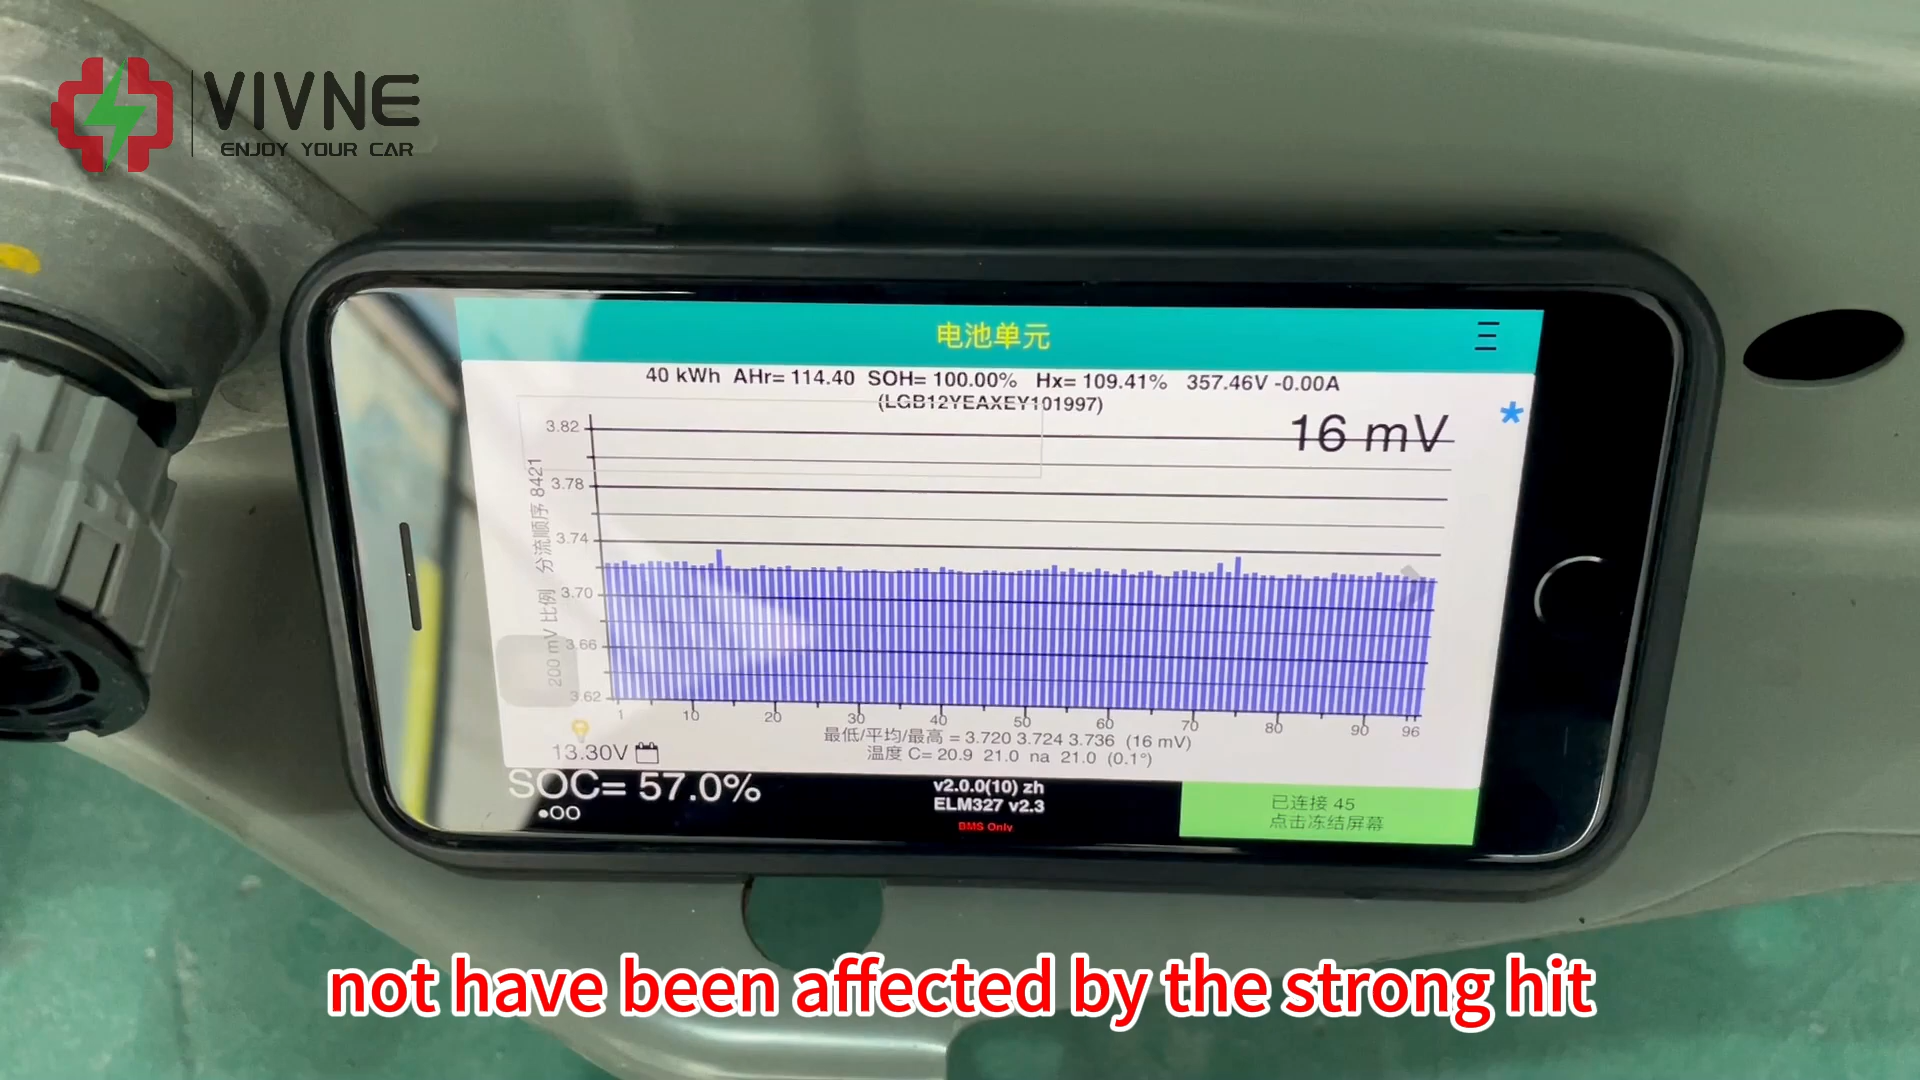 VIVNE
ENJOY YOUR CAR
电池单元
40 kWh AHr= 114.40 SOH= 100.00% Hx= 109.41% 357.46V -0.00A
(LGB12YEAXEY101997)
16 mV
*
3.82
3.78
3.74
3.70
3.66
3.62
200 mV 比例 分流顺序 8421
1 10 20 30 40 50 60 70 80 90 96
最低/平均/最高 = 3.720 3.724 3.736 (16 mV)
温度 C= 20.9 21.0 na 21.0 (0.1°)
13.30V
SOC= 57.0%
v2.0.0(10) zh
ELM327 v2.3
BMS Only
已连接 45
点击冻结屏幕
not have been affected by the strong hit